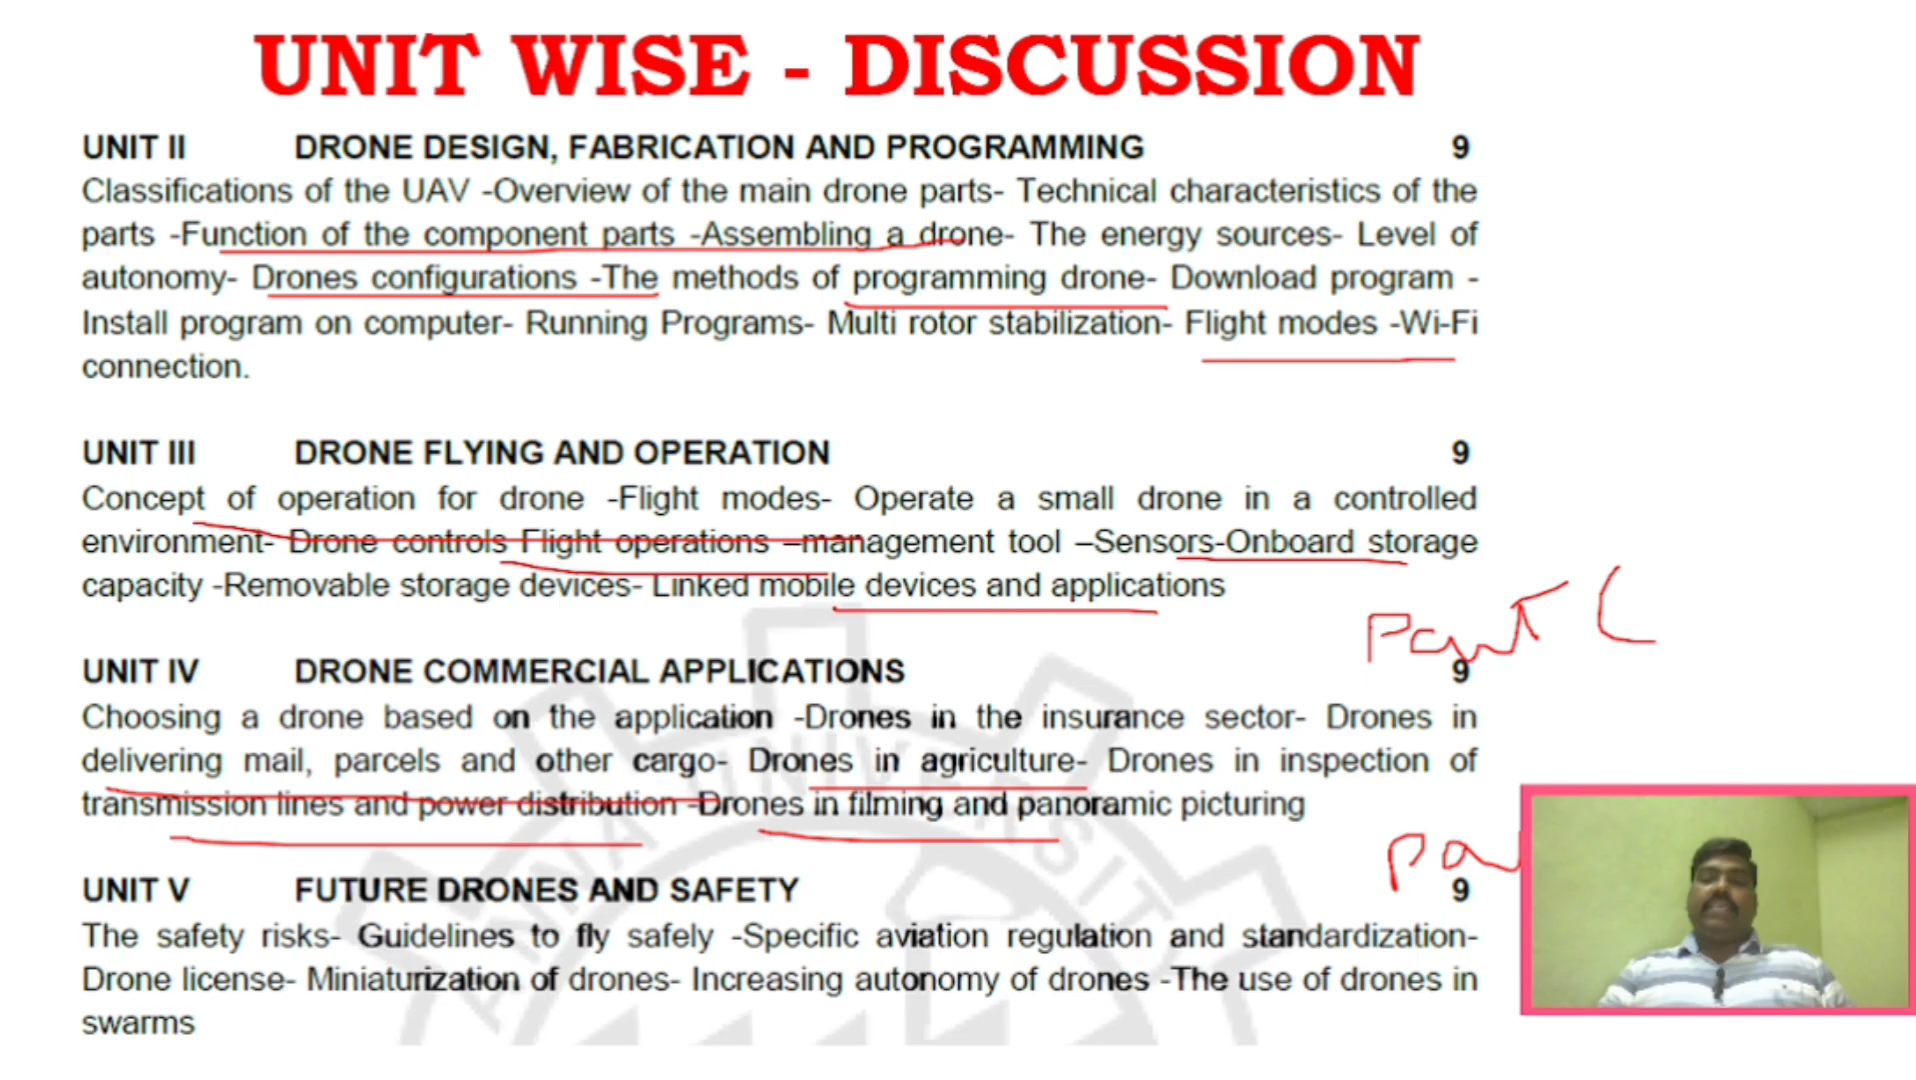 UNIT WISE - DISCUSSION
UNIT II DRONE DESIGN, FABRICATION AND PROGRAMMING 9
Classifications of the UAV -Overview of the main drone parts- Technical characteristics of the
parts -Function of the component parts -Assembling a drone- The energy sources- Level of
autonomy- Drones configurations -The methods of programming drone- Download program -
Install program on computer- Running Programs- Multi rotor stabilization- Flight modes -Wi-Fi
connection.
UNIT III DRONE FLYING AND OPERATION 9
Concept of operation for drone -Flight modes- Operate a small drone in a controlled
environment- Drone controls Flight operations –management tool –Sensors-Onboard storage
capacity -Removable storage devices- Linked mobile devices and applications
Part C
UNIT IV DRONE COMMERCIAL APPLICATIONS 9
Choosing a drone based on the application -Drones in the insurance sector- Drones in
delivering mail, parcels and other cargo- Drones in agriculture- Drones in inspection of
transmission lines and power distribution -Drones in filming and panoramic picturing
Pa
UNIT V FUTURE DRONES AND SAFETY 9
The safety risks- Guidelines to fly safely -Specific aviation regulation and standardization-
Drone license- Miniaturization of drones- Increasing autonomy of drones -The use of drones in
swarms